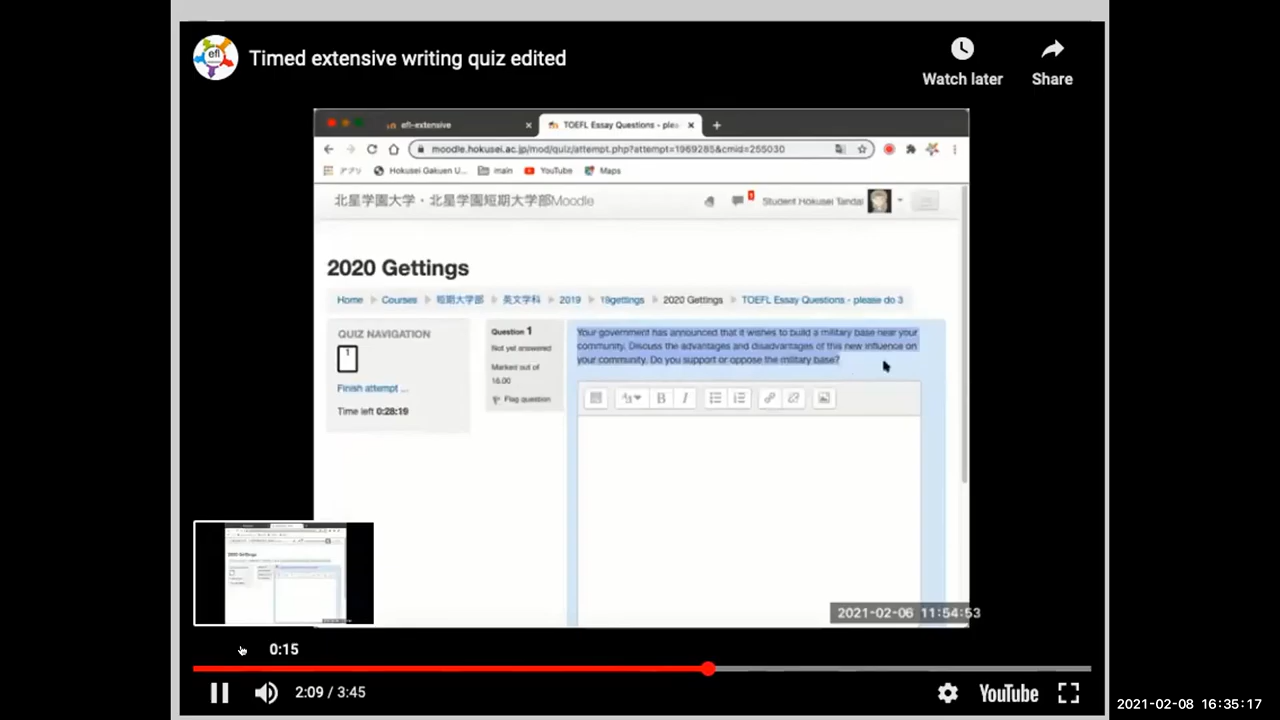 efl
Timed extensive writing quiz edited
Watch later
Share
efl-extensive
TOEFL Essay Questions - plea
moodle.hokusei.ac.jp/mod/quiz/attempt.php?attempt=1969285&cmid=255030
アプリ
Hokusei Gakuen U...
main
YouTube
Maps
北星学園大学・北星学園短期大学部Moodle
1
Student Hokusei Tandai
2020 Gettings
Home
Courses
短期大学部
英文学科
2019
19gettings
2020 Gettings
TOEFL Essay Questions - please do 3
QUIZ NAVIGATION
1
Finish attempt ...
Time left 0:28:19
Question 1
Not yet answered
Marked out of
16.00
Flag question
Your government has announced that it wishes to build a military base near your
community. Discuss the advantages and disadvantages of this new influence on
your community. Do you support or oppose the military base?
B
I
2021-02-06 11:54:53
0:15
2:09 / 3:45
YouTube
2021-02-08 16:35:17